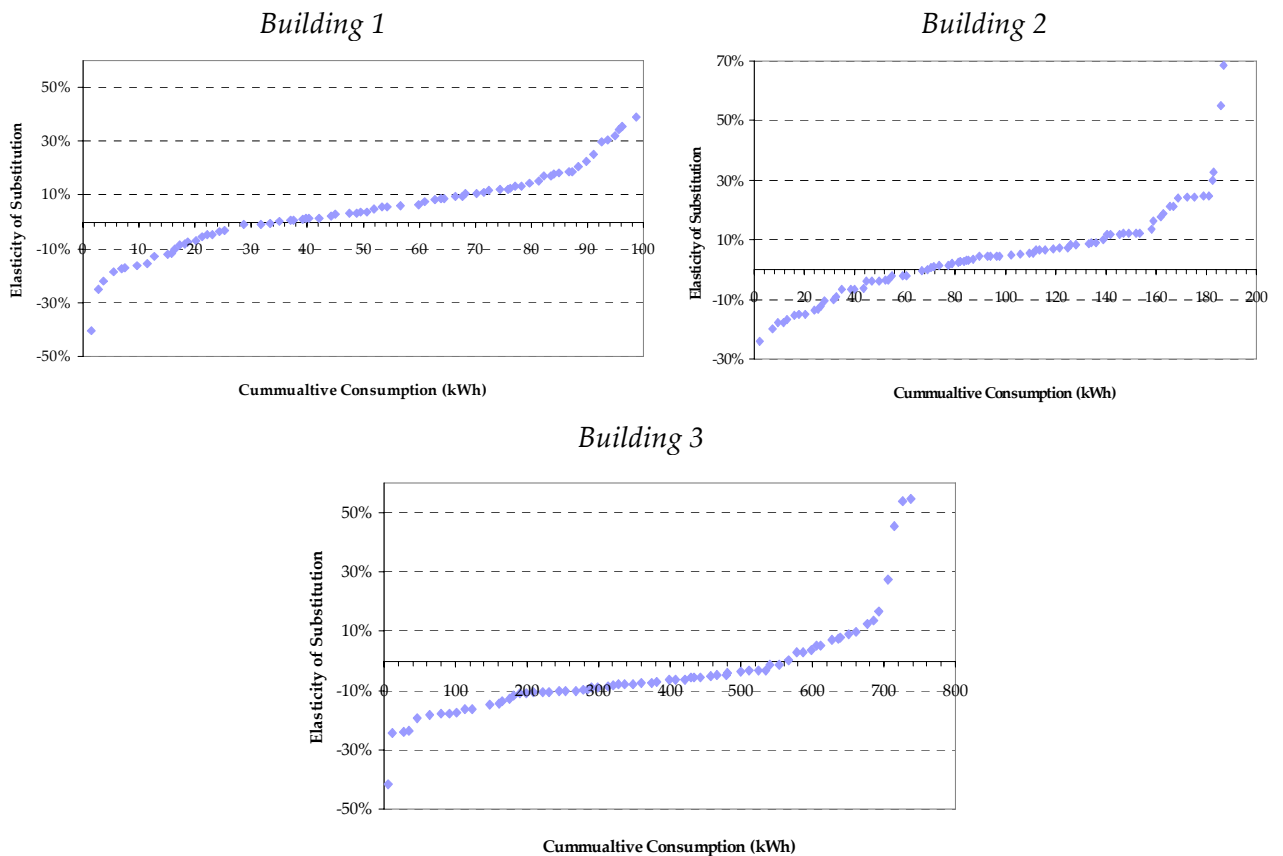 Building 1
50%
30%
10%
-10%
-30%
-50%
0 10 20 30 40 50 60 70 80 90 100
Elasticity of Substitution
Cummualtive Consumption (kWh)
Building 2
70%
50%
30%
10%
-10%
-30%
0 20 40 60 80 100 120 140 160 180 200
Elasticity of Substitution
Cummualtive Consumption (kWh)
Building 3
50%
30%
10%
-10%
-30%
-50%
0 100 200 300 400 500 600 700 800
Elasticity of Substitution
Cummualtive Consumption (kWh)